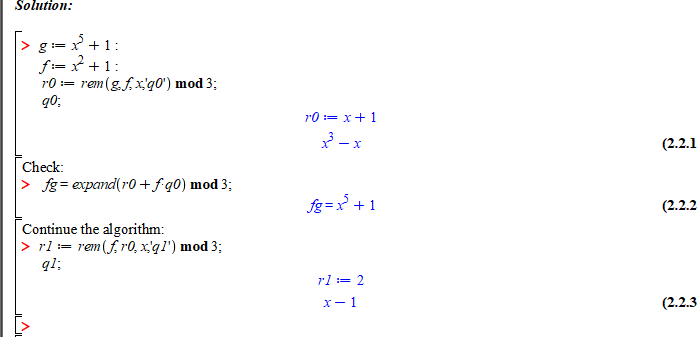 Solution:
> g := x^5 + 1 :
f := x^2 + 1 :
r0 := rem(g,f,x,'q0') mod 3;
q0;
r0 := x + 1
x^3 − x (2.2.1
Check:
> fg = expand(r0 + f·q0) mod 3;
fg = x^5 + 1 (2.2.2
Continue the algorithm:
> r1 := rem(f,r0,x,'q1') mod 3;
q1;
r1 := 2
x − 1 (2.2.3
>